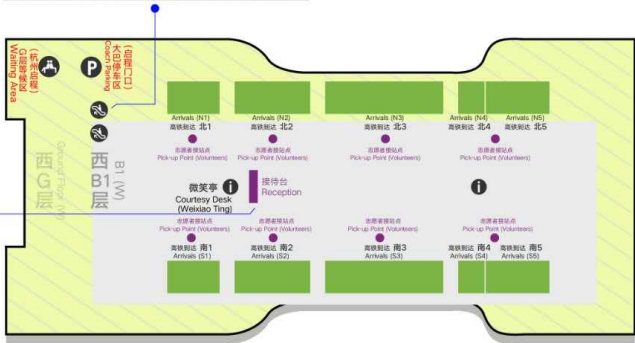 (杭州启程)
G层等候区
Waiting Area
P
(启程门口)
大巴停车区
Coach Parking
Arrivals (N1)
高铁到达 北1
Arrivals (N2)
高铁到达 北2
Arrivals (N3)
高铁到达 北3
Arrivals (N4)
高铁到达 北4
Arrivals (N5)
高铁到达 北5
志愿者接站点
Pick-up Point (Volunteers)
志愿者接站点
Pick-up Point (Volunteers)
志愿者接站点
Pick-up Point (Volunteers)
志愿者接站点
Pick-up Point (Volunteers)
西G层
Ground Floor (W)
西B1层
B1 (W)
微笑亭
Courtesy Desk
(Weixiao Ting)
接待台
Reception
志愿者接站点
Pick-up Point (Volunteers)
志愿者接站点
Pick-up Point (Volunteers)
志愿者接站点
Pick-up Point (Volunteers)
志愿者接站点
Pick-up Point (Volunteers)
高铁到达 南1
Arrivals (S1)
高铁到达 南2
Arrivals (S2)
高铁到达 南3
Arrivals (S3)
高铁到达 南4
Arrivals (S4)
高铁到达 南5
Arrivals (S5)